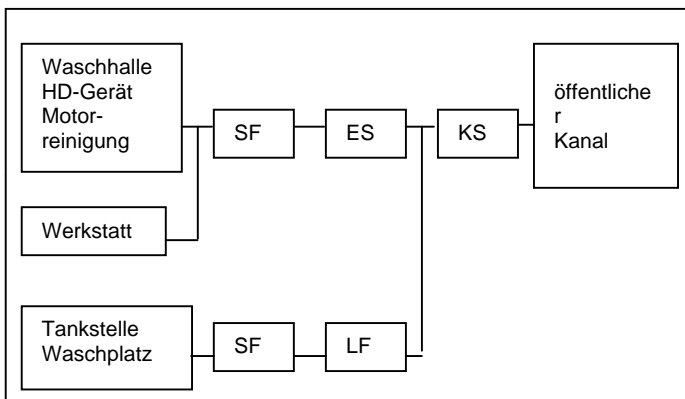 Waschhalle
HD-Gerät
Motor-
reinigung
SF
ES
KS
öffentliche
r
Kanal
Werkstatt
Tankstelle
Waschplatz
SF
LF